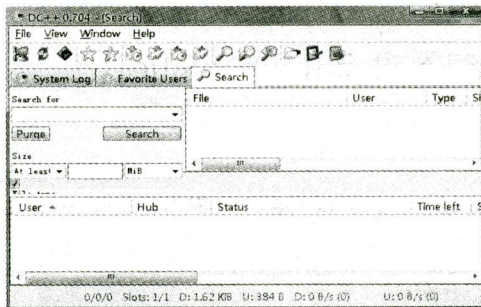 DC++ 0.704 - [Search]
File View Window Help
System Log Favorite Users Search
Search for
Purge Search
Size
At least MiB
File User Type
User Hub Status Time left S
0/0/0 Slots: 1/1 D: 1.62 KiB U: 384 B D: 0 B/s (0) U: 0 B/s (0)